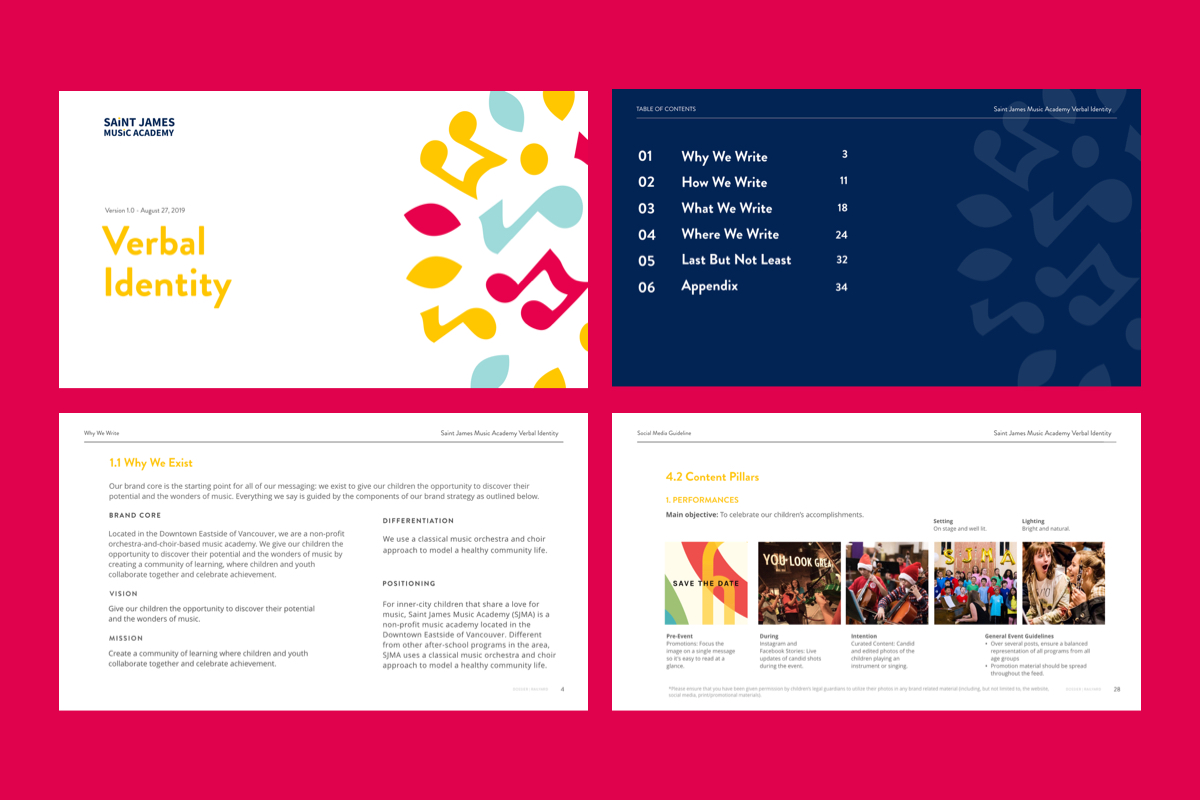 SAiNT JAMES
MUSiC ACADEMY
Version 1.0 - August 27, 2019
Verbal
Identity
TABLE OF CONTENTS
Saint James Music Academy Verbal Identity
01 Why We Write 3
02 How We Write 11
03 What We Write 18
04 Where We Write 24
05 Last But Not Least 32
06 Appendix 34
Why We Write
Saint James Music Academy Verbal Identity
1.1 Why We Exist
Our brand core is the starting point for all of our messaging: we exist to give our children the opportunity to discover their
potential and the wonders of music. Everything we say is guided by the components of our brand strategy as outlined below.
BRAND CORE
Located in the Downtown Eastside of Vancouver, we are a non-profit
orchestra-and-choir-based music academy. We give our children the
opportunity to discover their potential and the wonders of music by
creating a community of learning, where children and youth
collaborate together and celebrate achievement.
VISION
Give our children the opportunity to discover their potential
and the wonders of music.
MISSION
Create a community of learning where children and youth
collaborate together and celebrate achievement.
DIFFERENTIATION
We use a classical music orchestra and choir
approach to model a healthy community life.
POSITIONING
For inner-city children that share a love for
music, Saint James Music Academy (SJMA) is a
non-profit music academy located in the
Downtown Eastside of Vancouver. Different
from other after-school programs in the area,
SJMA uses a classical music orchestra and choir
approach to model a healthy community life.
4
Social Media Guideline
Saint James Music Academy Verbal Identity
4.2 Content Pillars
1. PERFORMANCES
Main objective: To celebrate our children's accomplishments.
Setting
On stage and well lit.
Lighting
Bright and natural.
SAVE THE DATE
YOU LOOK GREA
SJMA
Pre-Event
Promotions: Focus the
image on a single message
so it's easy to read at a
glance.
During
Instagram and
Facebook Stories: Live
updates of candid shots
during the event.
Intention
Curated Content: Candid
and edited photos of the
children playing an
instrument or singing.
General Event Guidelines
• Over several posts, ensure a balanced
representation of all programs from all
age groups
• Promotion material should be spread
throughout the feed.
*Please ensure that you have been given permission by children's legal guardians to utilize their photos in any brand related material (including, but not limited to, the website,
social media, print/promotional materials).
28